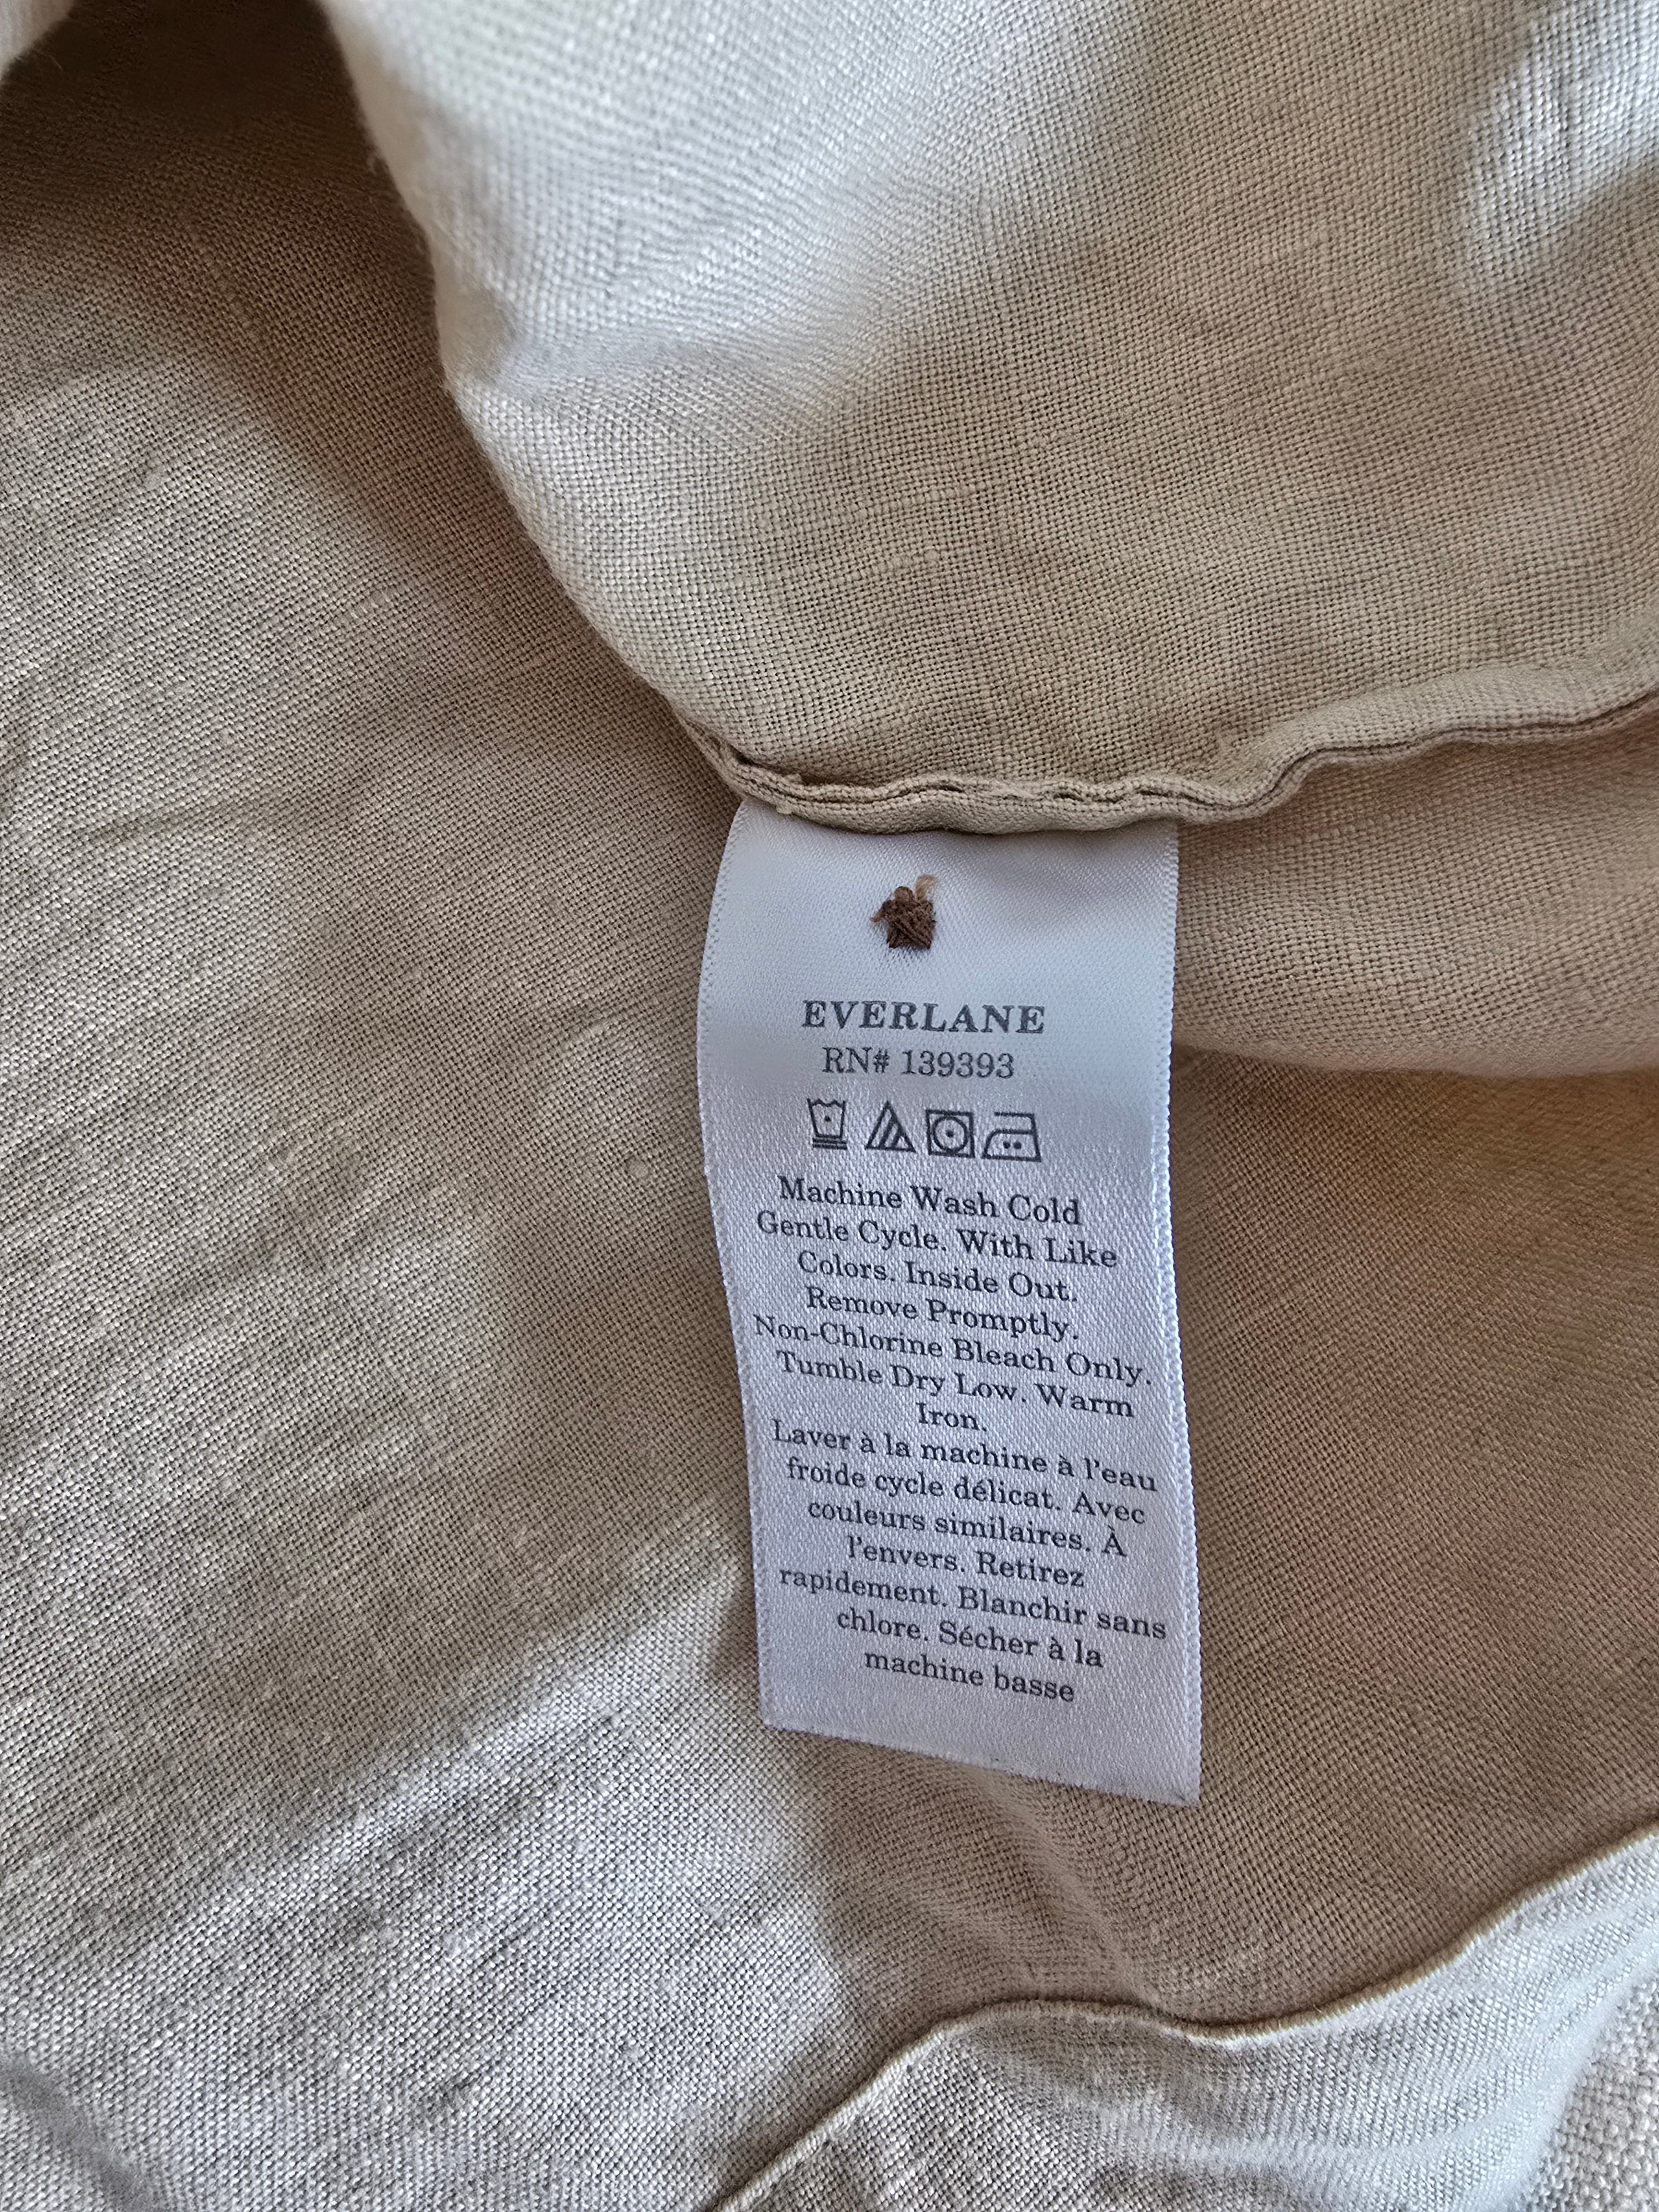 EVERLANE
RN# 139393
Machine Wash Cold
Gentle Cycle. With Like
Colors. Inside Out.
Remove Promptly.
Non-Chlorine Bleach Only.
Tumble Dry Low. Warm
Iron.
Laver à la machine à l'eau
froide cycle délicat. Avec
couleurs similaires. À
l'envers. Retirez
rapidement. Blanchir sans
chlore. Sécher à la
machine basse